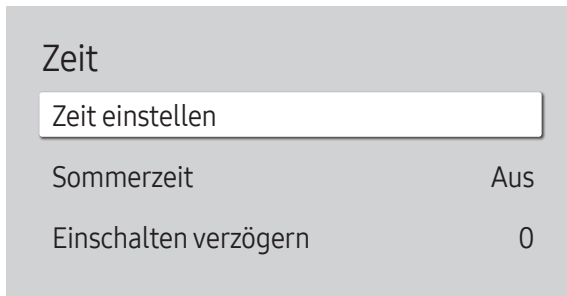 Zeit
Zeit einstellen
Sommerzeit Aus
Einschalten verzögern 0